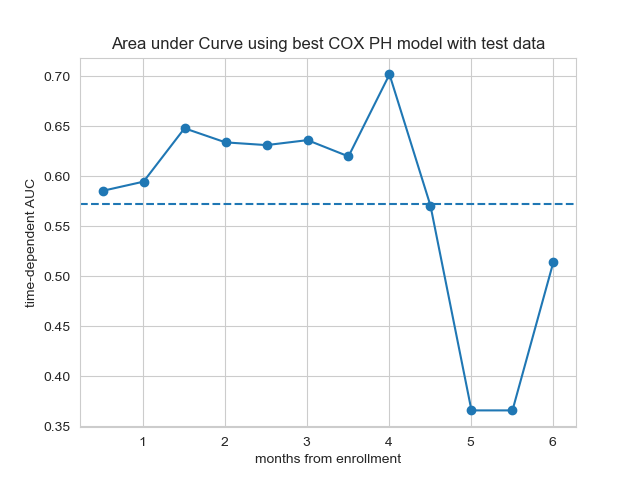 Area under Curve using best COX PH model with test data
time-dependent AUC
0.70
0.65
0.60
0.55
0.50
0.45
0.40
0.35
1 2 3 4 5 6
months from enrollment